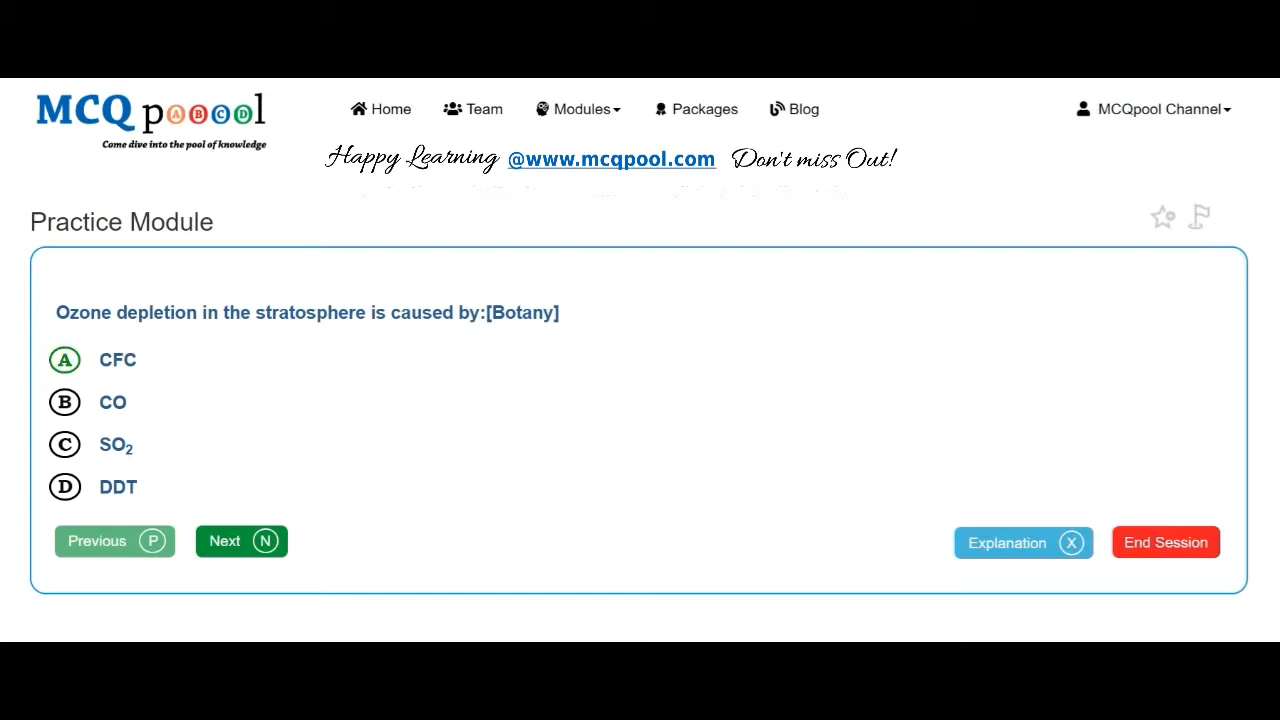 MCQ pooool
Come dive into the pool of knowledge
Home Team Modules Packages Blog MCQpool Channel
Happy Learning @www.mcqpool.com Don't miss Out!
Practice Module
Ozone depletion in the stratosphere is caused by:[Botany]
A CFC
B CO
C SO₂
D DDT
Previous P Next N Explanation X End Session